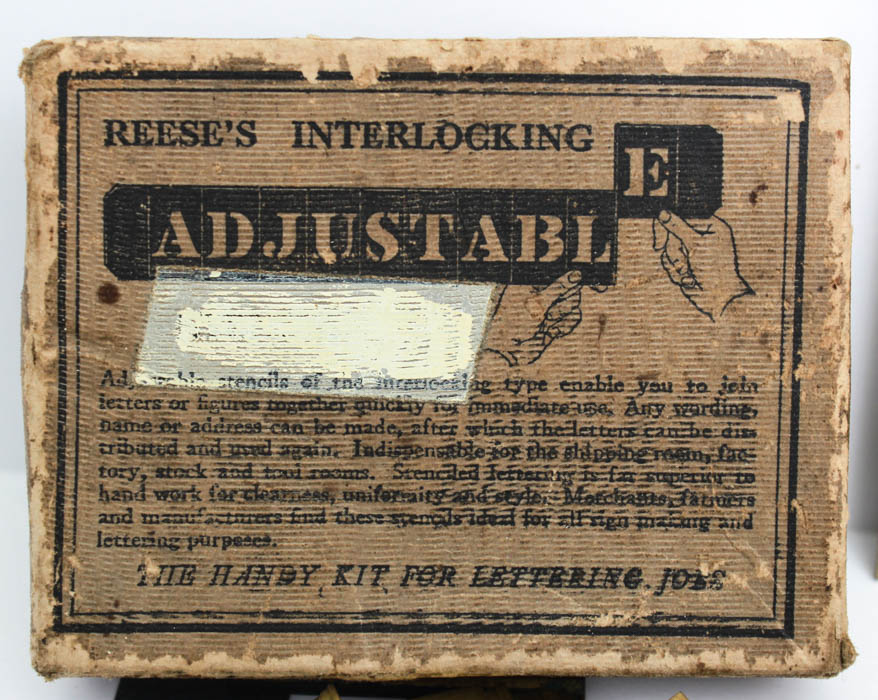 REESE'S INTERLOCKING
ADJUSTABLE
Adjustable stencils of the interlocking type enable you to join
letters or figures together quickly for immediate use. Any wording,
name or address can be made, after which the letters can be dis-
tributed and used again. Indispensable for the shipping room, fac-
tory, stock and tool rooms. Stenciled lettering is far superior to
hand work for clearness, uniformity and style. Merchants, farmers
and manufacturers find these stencils ideal for all sign making and
lettering purposes.
THE HANDY KIT FOR LETTERING JOBS